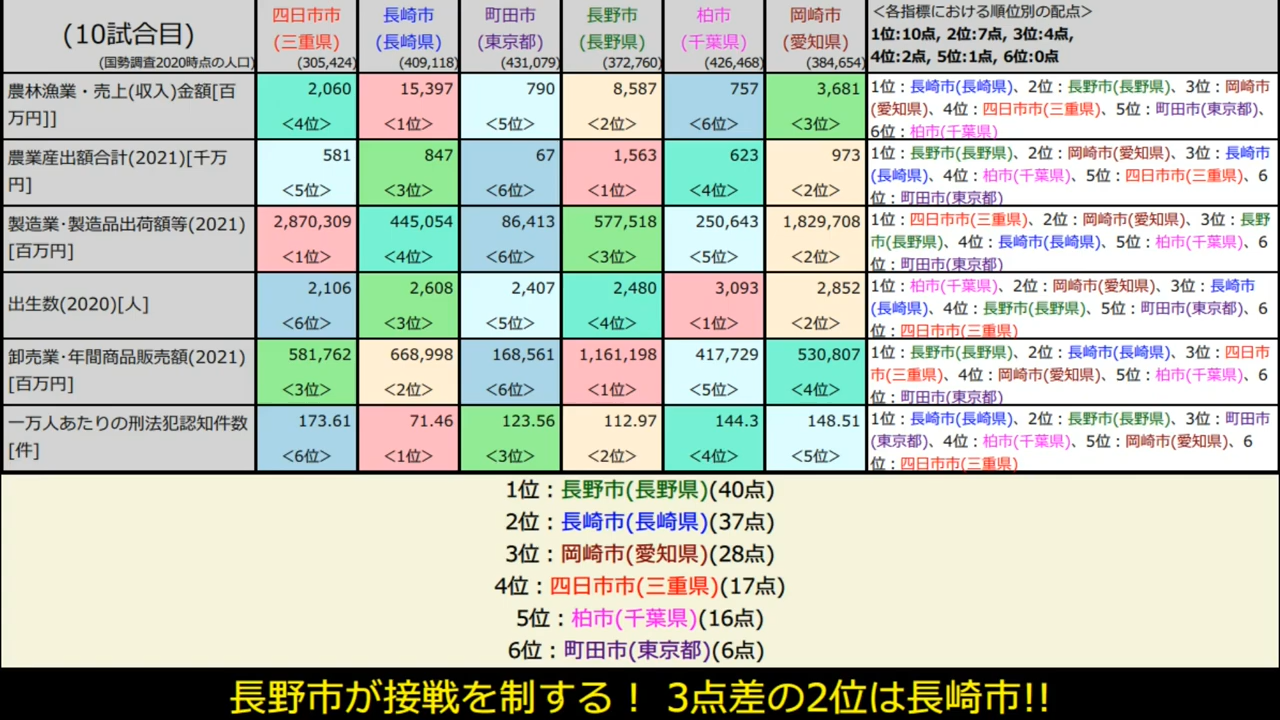 (10試合目)
(国勢調査2020時点の人口)
四日市市
(三重県)
(305,424)
長崎市
(長崎県)
(409,118)
町田市
(東京都)
(431,079)
長野市
(長野県)
(372,760)
柏市
(千葉県)
(426,468)
岡崎市
(愛知県)
(384,654)
<各指標における順位別の配点>
1位:10点, 2位:7点, 3位:4点,
4位:2点, 5位:1点, 6位:0点
農林漁業・売上(収入)金額[百
万円]]
2,060
<4位>
15,397
<1位>
790
<5位>
8,587
<2位>
757
<6位>
3,681
<3位>
1位：長崎市(長崎県)、2位：長野市(長野県)、3位：岡崎市
(愛知県)、4位：四日市市(三重県)、5位：町田市(東京都)、
6位：柏市(千葉県)
農業産出額合計(2021)[千万
円]
581
<5位>
847
<3位>
67
<6位>
1,563
<1位>
623
<4位>
973
<2位>
1位：長野市(長野県)、2位：岡崎市(愛知県)、3位：長崎市
(長崎県)、4位：柏市(千葉県)、5位：四日市市(三重県)、6
位：町田市(東京都)
製造業･製造品出荷額等(2021)
[百万円]
2,870,309
<1位>
445,054
<4位>
86,413
<6位>
577,518
<3位>
250,643
<5位>
1,829,708
<2位>
1位：四日市市(三重県)、2位：岡崎市(愛知県)、3位：長野
市(長野県)、4位：長崎市(長崎県)、5位：柏市(千葉県)、6
位：町田市(東京都)
出生数(2020)[人]
2,106
<6位>
2,608
<3位>
2,407
<5位>
2,480
<4位>
3,093
<1位>
2,852
<2位>
1位：柏市(千葉県)、2位：岡崎市(愛知県)、3位：長崎市
(長崎県)、4位：長野市(長野県)、5位：町田市(東京都)、6
位：四日市市(三重県)
卸売業･年間商品販売額(2021)
[百万円]
581,762
<3位>
668,998
<2位>
168,561
<6位>
1,161,198
<1位>
417,729
<5位>
530,807
<4位>
1位：長野市(長野県)、2位：長崎市(長崎県)、3位：四日市
市(三重県)、4位：岡崎市(愛知県)、5位：柏市(千葉県)、6
位：町田市(東京都)
一万人あたりの刑法犯認知件数
[件]
173.61
<6位>
71.46
<1位>
123.56
<3位>
112.97
<2位>
144.3
<4位>
148.51
<5位>
1位：長崎市(長崎県)、2位：長野市(長野県)、3位：町田市
(東京都)、4位：柏市(千葉県)、5位：岡崎市(愛知県)、6
位：四日市市(三重県)
1位：長野市(長野県)(40点)
2位：長崎市(長崎県)(37点)
3位：岡崎市(愛知県)(28点)
4位：四日市市(三重県)(17点)
5位：柏市(千葉県)(16点)
6位：町田市(東京都)(6点)
長野市が接戦を制する！ 3点差の2位は長崎市!!